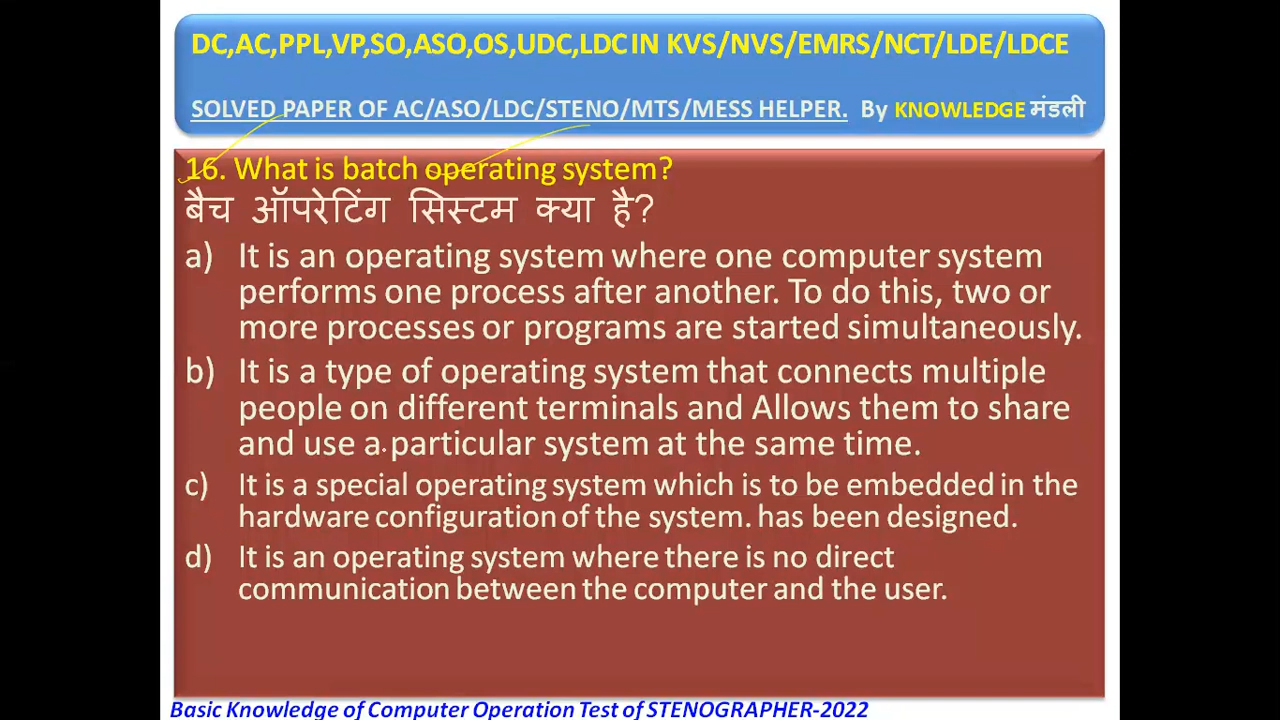 DC,AC,PPL,VP,SO,ASO,OS,UDC,LDC IN KVS/NVS/EMRS/NCT/LDE/LDCE
SOLVED PAPER OF AC/ASO/LDC/STENO/MTS/MESS HELPER. By KNOWLEDGE मंडली
16. What is batch operating system?
बैच ऑपरेटिंग सिस्टम क्या है?
a) It is an operating system where one computer system
performs one process after another. To do this, two or
more processes or programs are started simultaneously.
b) It is a type of operating system that connects multiple
people on different terminals and Allows them to share
and use a particular system at the same time.
c) It is a special operating system which is to be embedded in the
hardware configuration of the system. has been designed.
d) It is an operating system where there is no direct
communication between the computer and the user.
Basic Knowledge of Computer Operation Test of STENOGRAPHER-2022